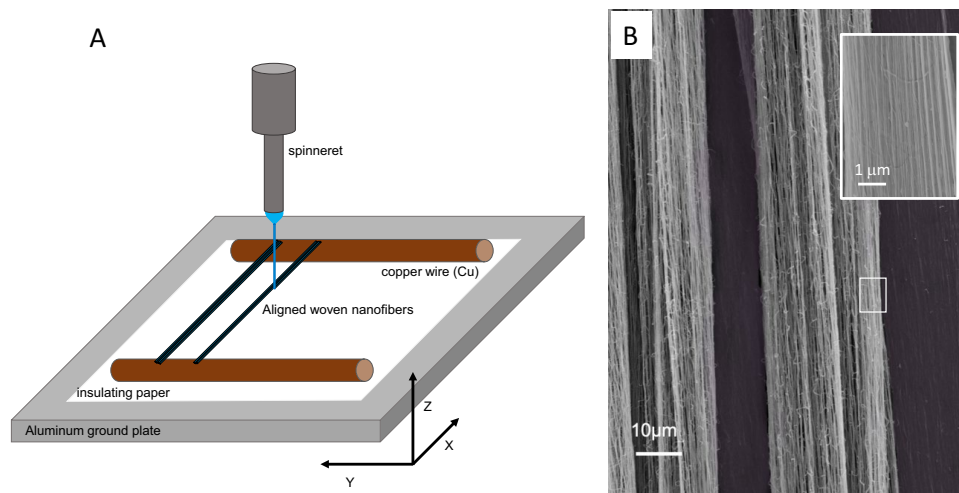 A
spinneret
copper wire (Cu)
Aligned woven nanofibers
insulating paper
Aluminum ground plate
Z
X
Y
B
1 μm
10μm